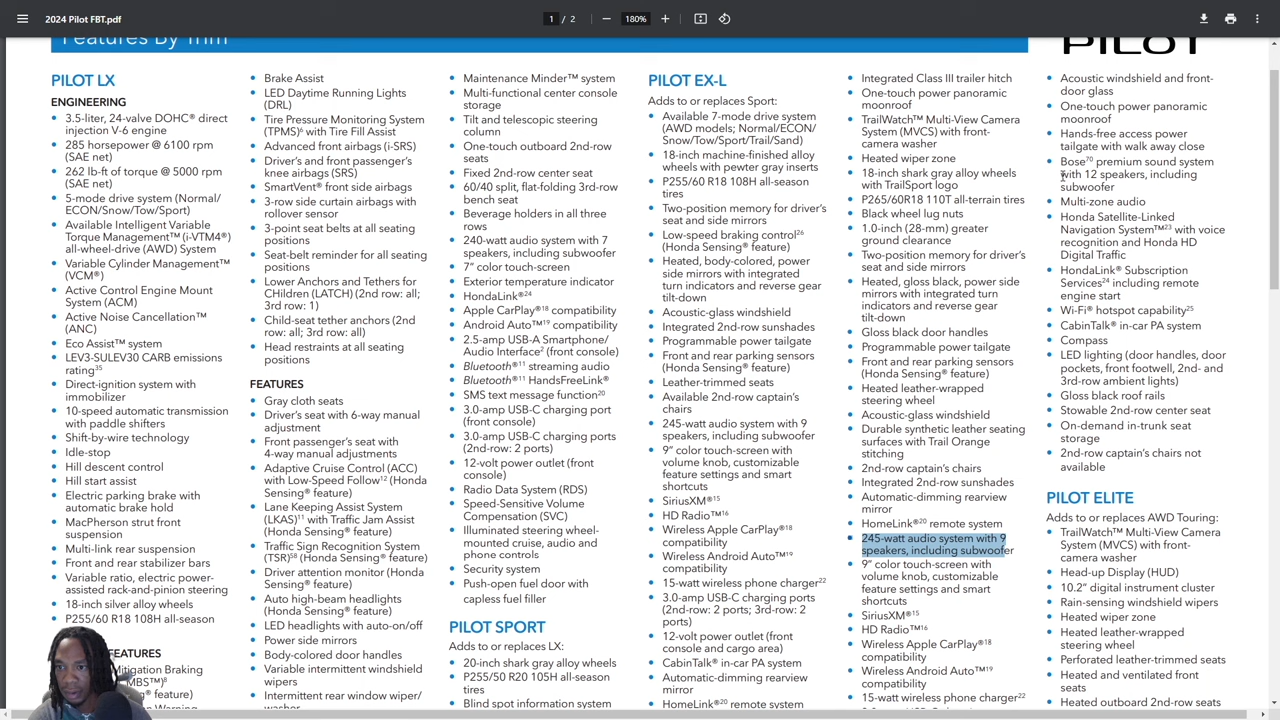 2024 Pilot FBT.pdf
1 / 2
180%
Features By Trim
PILOT
PILOT LX
ENGINEERING
3.5-liter, 24-valve DOHC® direct
injection V-6 engine
285 horsepower @ 6100 rpm
(SAE net)
262 lb-ft of torque @ 5000 rpm
(SAE net)
5-mode drive system (Normal/
ECON/Snow/Tow/Sport)
Available Intelligent Variable
Torque Management™ (i-VTM4®)
all-wheel-drive (AWD) System
Variable Cylinder Management™
(VCM®)
Active Control Engine Mount
System (ACM)
Active Noise Cancellation™
(ANC)
Eco Assist™ system
LEV3-SULEV30 CARB emissions
rating³⁵
Direct-ignition system with
immobilizer
10-speed automatic transmission
with paddle shifters
Shift-by-wire technology
Idle-stop
Hill descent control
Hill start assist
Electric parking brake with
automatic brake hold
MacPherson strut front
suspension
Multi-link rear suspension
Front and rear stabilizer bars
Variable ratio, electric power-
assisted rack-and-pinion steering
18-inch silver alloy wheels
P255/60 R18 108H all-season
FEATURES
Mitigation Braking
MBS™)⁸
® feature)
Warning
Brake Assist
LED Daytime Running Lights
(DRL)
Tire Pressure Monitoring System
(TPMS)⁶ with Tire Fill Assist
Advanced front airbags (i-SRS)
Driver's and front passenger's
knee airbags (SRS)
SmartVent® front side airbags
3-row side curtain airbags with
rollover sensor
3-point seat belts at all seating
positions
Seat-belt reminder for all seating
positions
Lower Anchors and Tethers for
CHildren (LATCH) (2nd row: all;
3rd row: 1)
Child-seat tether anchors (2nd
row: all; 3rd row: all)
Head restraints at all seating
positions
FEATURES
Gray cloth seats
Driver's seat with 6-way manual
adjustment
Front passenger's seat with
4-way manual adjustments
Adaptive Cruise Control (ACC)
with Low-Speed Follow¹² (Honda
Sensing® feature)
Lane Keeping Assist System
(LKAS)¹¹ with Traffic Jam Assist
(Honda Sensing® feature)
Traffic Sign Recognition System
(TSR)⁵⁸ (Honda Sensing® feature)
Driver attention monitor (Honda
Sensing® feature)
Auto high-beam headlights
(Honda Sensing® feature)
LED headlights with auto-on/off
Power side mirrors
Body-colored door handles
Variable intermittent windshield
wipers
Intermittent rear window wiper/
washer
Maintenance Minder™ system
Multi-functional center console
storage
Tilt and telescopic steering
column
One-touch outboard 2nd-row
seats
Fixed 2nd-row center seat
60/40 split, flat-folding 3rd-row
bench seat
Beverage holders in all three
rows
240-watt audio system with 7
speakers, including subwoofer
7" color touch-screen
Exterior temperature indicator
HondaLink®²⁴
Apple CarPlay®¹⁸ compatibility
Android Auto™¹⁹ compatibility
2.5-amp USB-A Smartphone/
Audio Interface² (front console)
Bluetooth®¹¹ streaming audio
Bluetooth®¹¹ HandsFreeLink®
SMS text message function²⁰
3.0-amp USB-C charging port
(front console)
3.0-amp USB-C charging ports
(2nd-row: 2 ports)
12-volt power outlet (front
console)
Radio Data System (RDS)
Speed-Sensitive Volume
Compensation (SVC)
Illuminated steering wheel-
mounted cruise, audio and
phone controls
Security system
Push-open fuel door with
capless fuel filler
PILOT SPORT
Adds to or replaces LX:
20-inch shark gray alloy wheels
P255/50 R20 105H all-season
tires
Blind spot information system
PILOT EX-L
Adds to or replaces Sport:
Available 7-mode drive system
(AWD models; Normal/ECON/
Snow/Tow/Sport/Trail/Sand)
18-inch machine-finished alloy
wheels with pewter gray inserts
P255/60 R18 108H all-season
tires
Two-position memory for driver's
seat and side mirrors
Low-speed braking control²⁶
(Honda Sensing® feature)
Heated, body-colored, power
side mirrors with integrated
turn indicators and reverse gear
tilt-down
Acoustic-glass windshield
Integrated 2nd-row sunshades
Programmable power tailgate
Front and rear parking sensors
(Honda Sensing® feature)
Leather-trimmed seats
Available 2nd-row captain's
chairs
245-watt audio system with 9
speakers, including subwoofer
9" color touch-screen with
volume knob, customizable
feature settings and smart
shortcuts
SiriusXM®¹⁵
HD Radio™¹⁶
Wireless Apple CarPlay®¹⁸
compatibility
Wireless Android Auto™¹⁹
compatibility
15-watt wireless phone charger²²
3.0-amp USB-C charging ports
(2nd-row: 2 ports; 3rd-row: 2
ports)
12-volt power outlet (front
console and cargo area)
CabinTalk® in-car PA system
Automatic-dimming rearview
mirror
HomeLink®²⁰ remote system
Integrated Class III trailer hitch
One-touch power panoramic
moonroof
TrailWatch™ Multi-View Camera
System (MVCS) with front-
camera washer
Heated wiper zone
18-inch shark gray alloy wheels
with TrailSport logo
P265/60R18 110T all-terrain tires
Black wheel lug nuts
1.0-inch (28-mm) greater
ground clearance
Two-position memory for driver's
seat and side mirrors
Heated, gloss black, power side
mirrors with integrated turn
indicators and reverse gear
tilt-down
Gloss black door handles
Programmable power tailgate
Front and rear parking sensors
(Honda Sensing® feature)
Heated leather-wrapped
steering wheel
Acoustic-glass windshield
Durable synthetic leather seating
surfaces with Trail Orange
stitching
2nd-row captain's chairs
Integrated 2nd-row sunshades
Automatic-dimming rearview
mirror
HomeLink®²⁰ remote system
245-watt audio system with 9
speakers, including subwoofer
9" color touch-screen with
volume knob, customizable
feature settings and smart
shortcuts
SiriusXM®¹⁵
HD Radio™¹⁶
Wireless Apple CarPlay®¹⁸
compatibility
Wireless Android Auto™¹⁹
compatibility
15-watt wireless phone charger²²
Acoustic windshield and front-
door glass
One-touch power panoramic
moonroof
Hands-free access power
tailgate with walk away close
Bose⁷⁰ premium sound system
with 12 speakers, including
subwoofer
Multi-zone audio
Honda Satellite-Linked
Navigation System™²³ with voice
recognition and Honda HD
Digital Traffic
HondaLink® Subscription
Services²⁴ including remote
engine start
Wi-Fi® hotspot capability²⁵
CabinTalk® in-car PA system
Compass
LED lighting (door handles, door
pockets, front footwell, 2nd- and
3rd-row ambient lights)
Gloss black roof rails
Stowable 2nd-row center seat
On-demand in-trunk seat
storage
2nd-row captain's chairs not
available
PILOT ELITE
Adds to or replaces AWD Touring:
TrailWatch™ Multi-View Camera
System (MVCS) with front-
camera washer
Head-up Display (HUD)
10.2" digital instrument cluster
Rain-sensing windshield wipers
Heated wiper zone
Heated leather-wrapped
steering wheel
Perforated leather-trimmed seats
Heated and ventilated front
seats
Heated outboard 2nd-row seats